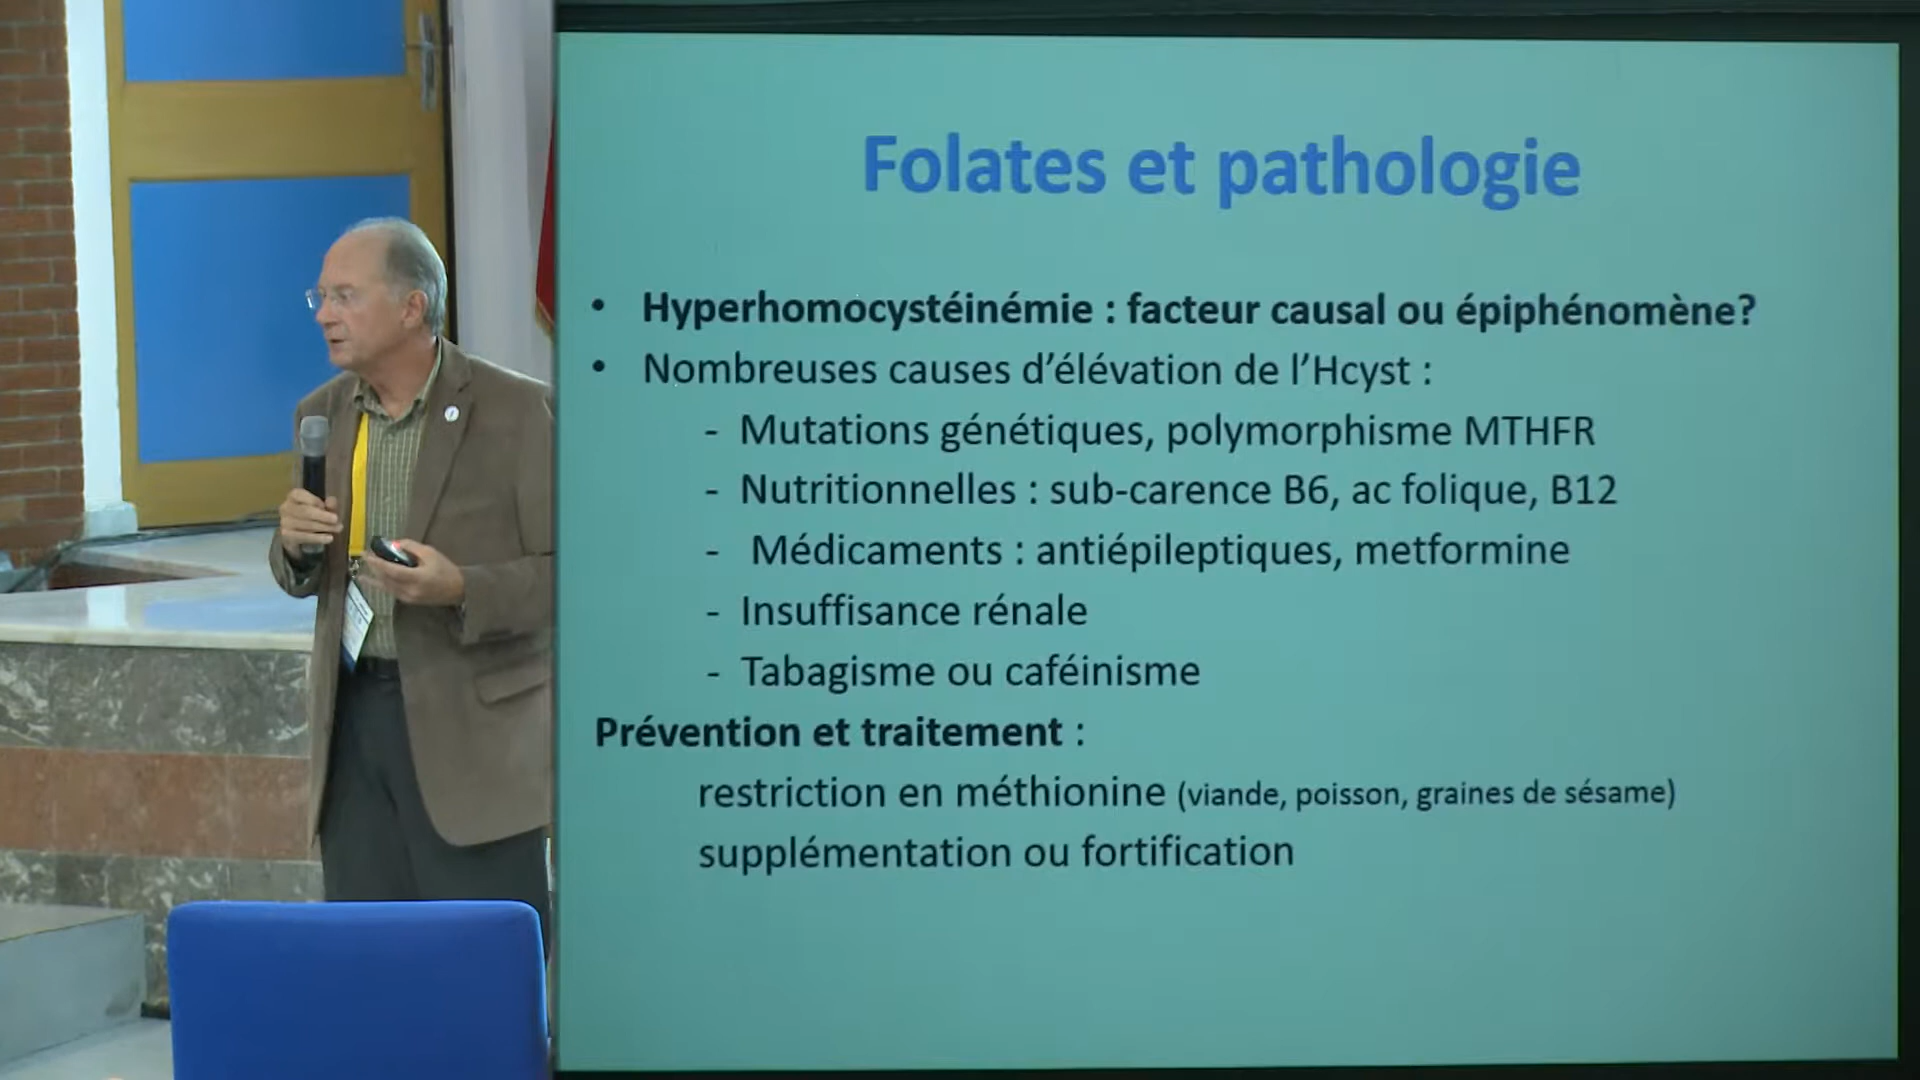 Folates et pathologie
• Hyperhomocystéinémie : facteur causal ou épiphénomène?
• Nombreuses causes d’élévation de l’Hcyst :
- Mutations génétiques, polymorphisme MTHFR
- Nutritionnelles : sub-carence B6, ac folique, B12
- Médicaments : antiépileptiques, metformine
- Insuffisance rénale
- Tabagisme ou caféinisme
Prévention et traitement :
restriction en méthionine (viande, poisson, graines de sésame)
supplémentation ou fortification